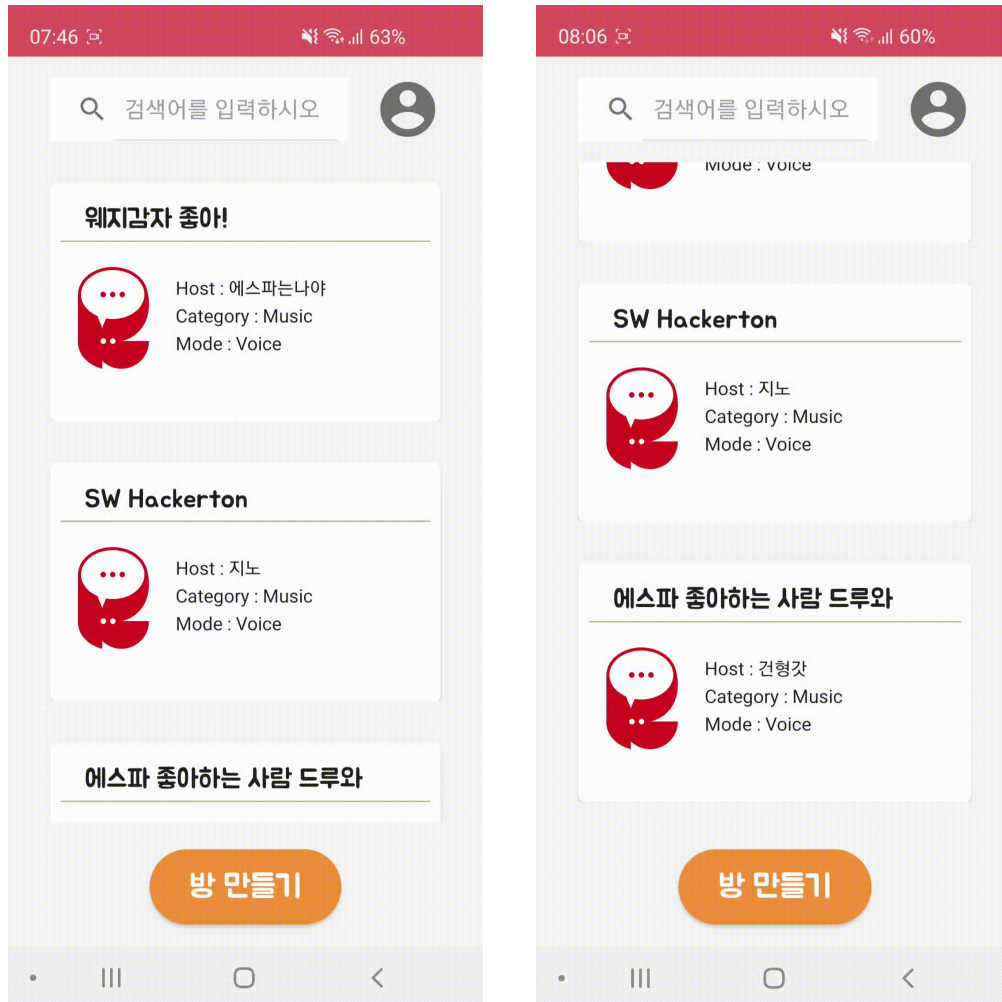 07:46
63%
검색어를 입력하시오
웨지감자 좋아!
Host : 에스파는나야
Category : Music
Mode : Voice
SW Hackerton
Host : 지노
Category : Music
Mode : Voice
에스파 좋아하는 사람 드루와
방 만들기
08:06
60%
검색어를 입력하시오
Mode : Voice
SW Hackerton
Host : 지노
Category : Music
Mode : Voice
에스파 좋아하는 사람 드루와
Host : 건형갓
Category : Music
Mode : Voice
방 만들기